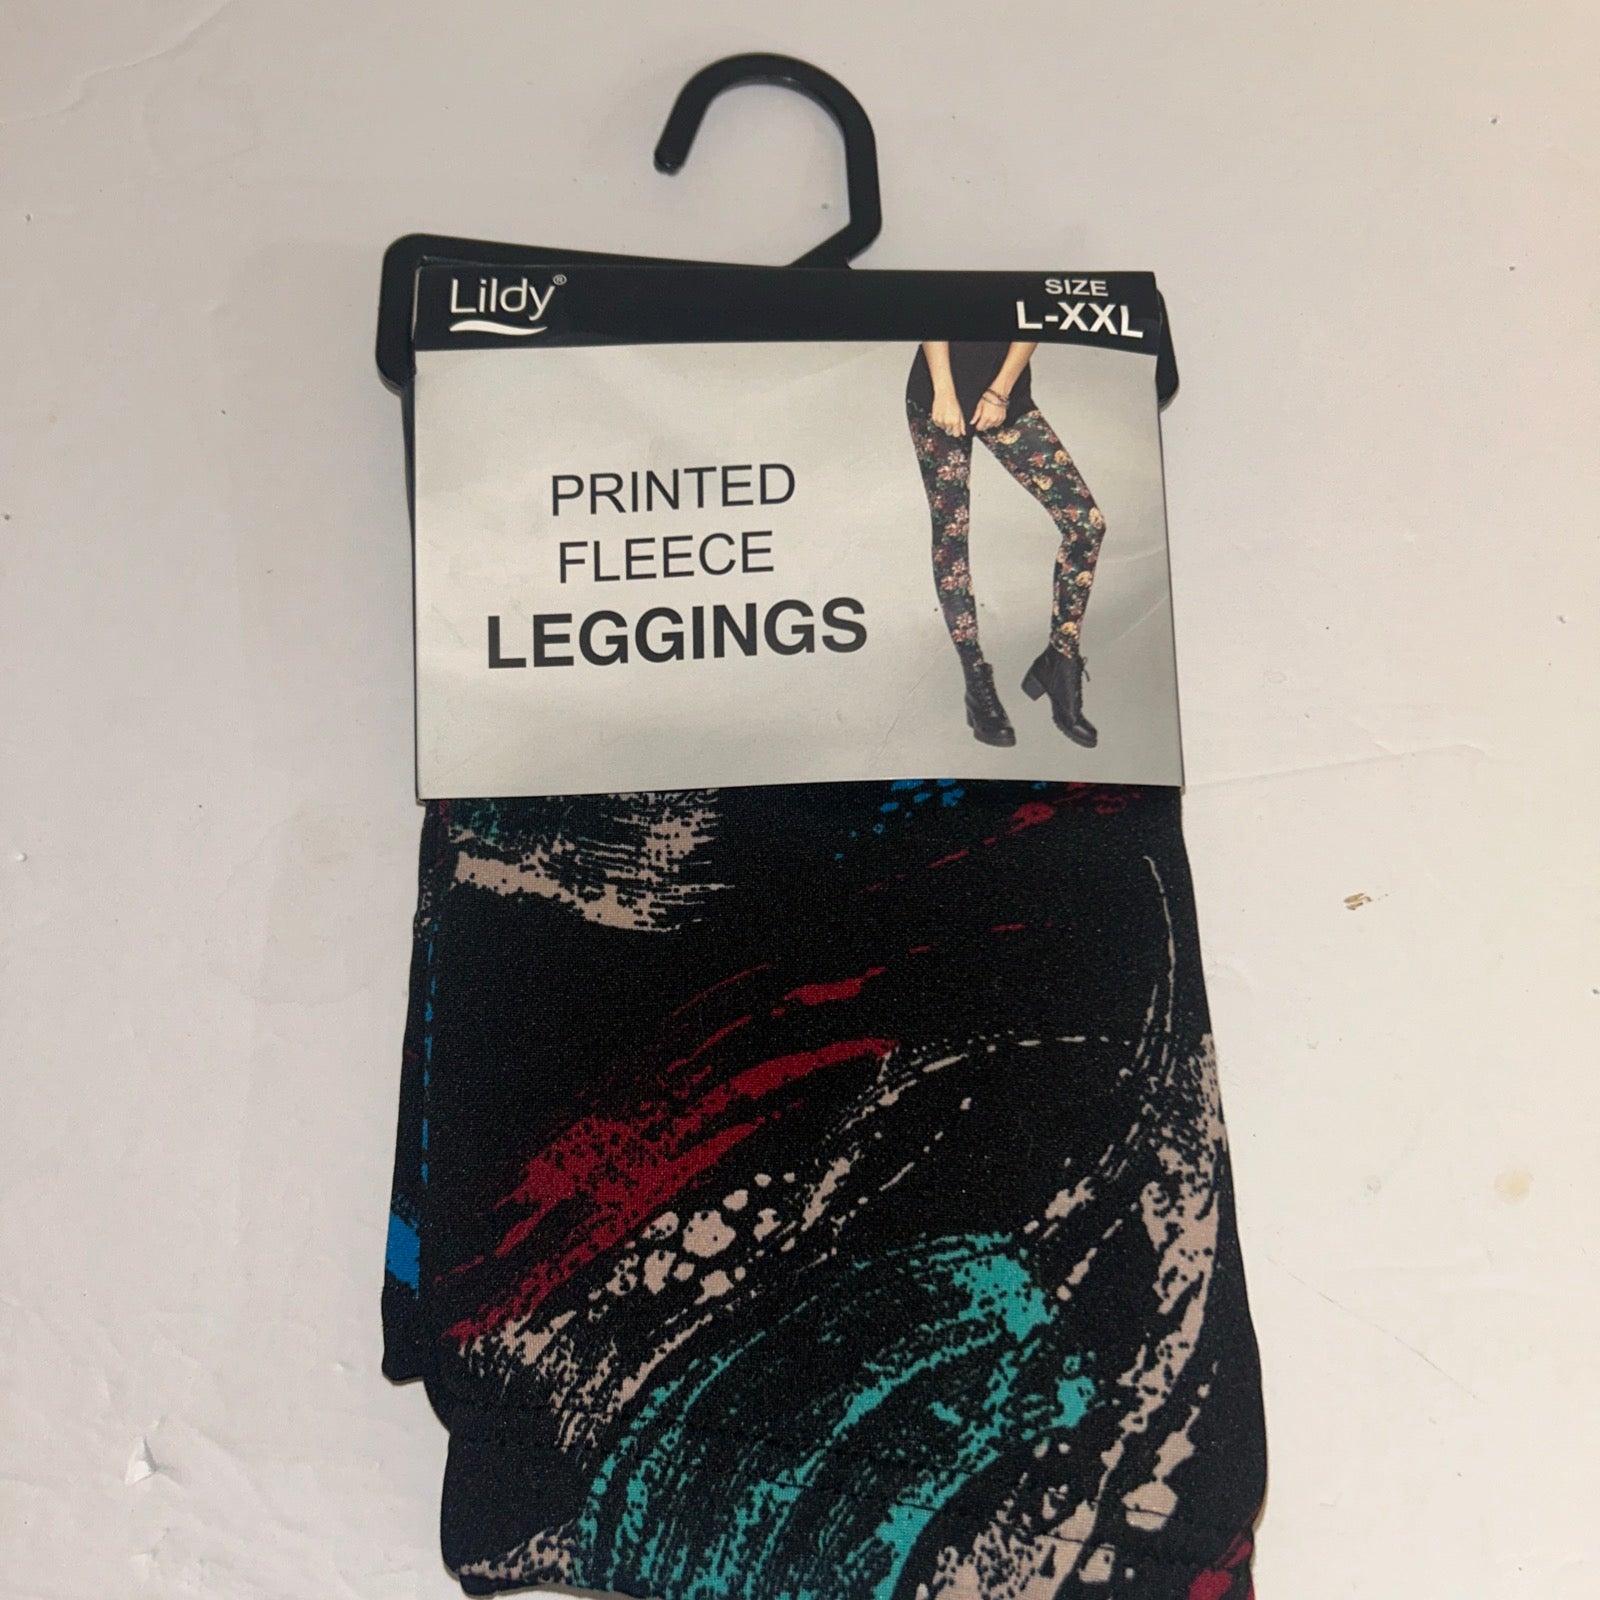 Lildy®
SIZE
L-XXL
PRINTED
FLEECE
LEGGINGS